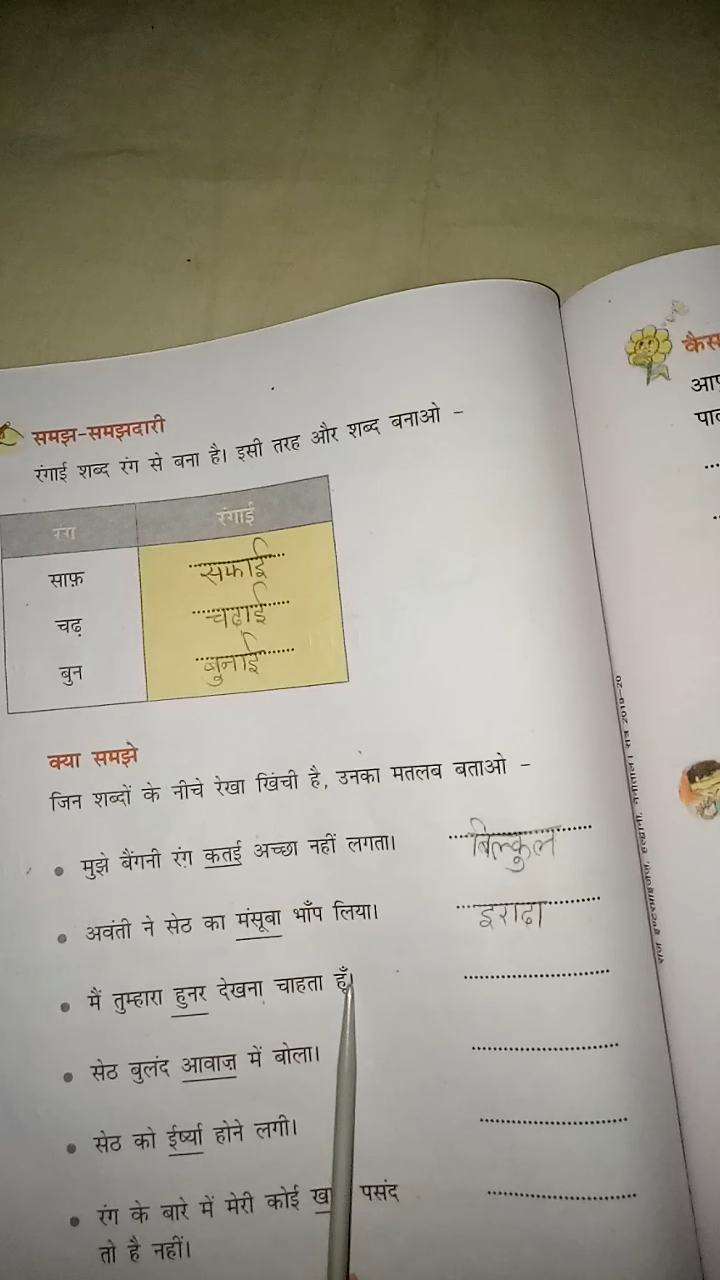 समझ-समझदारी
रंगाई शब्द रंग से बना है। इसी तरह और शब्द बनाओ -
रंग रंगाई
साफ़ सफाई
चढ़ चढाई
बुन बुनाई
क्या समझे
जिन शब्दों के नीचे रेखा खिंची है, उनका मतलब बताओ -
• मुझे बैंगनी रंग कतई अच्छा नहीं लगता। बिल्कुल
• अवंती ने सेठ का मंसूबा भाँप लिया। इरादा
• मैं तुम्हारा हुनर देखना चाहता हूँ।
• सेठ बुलंद आवाज़ में बोला।
• सेठ को ईर्ष्या होने लगी।
• रंग के बारे में मेरी कोई पसंद
तो है नहीं।